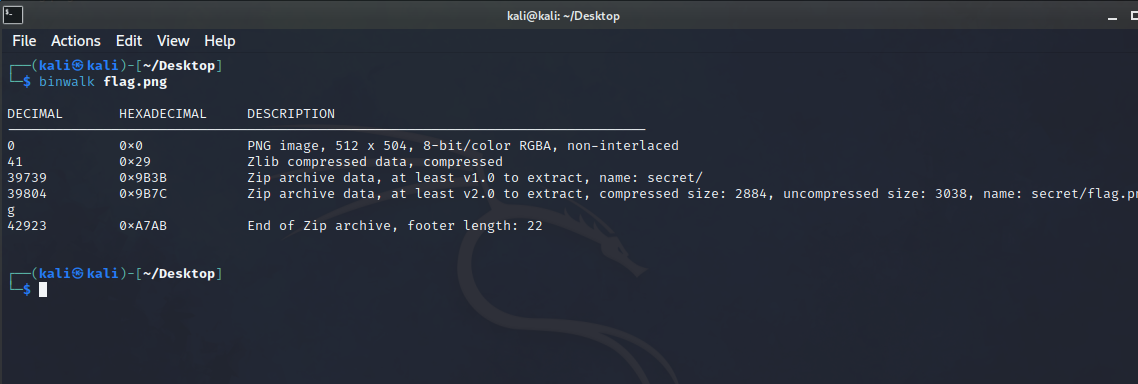 kali@kali: ~/Desktop
File Actions Edit View Help
┌──(kali㉿kali)-[~/Desktop]
└─$ binwalk flag.png
DECIMAL HEXADECIMAL DESCRIPTION
--------------------------------------------------------------------------------
0 0×0 PNG image, 512 x 504, 8-bit/color RGBA, non-interlaced
41 0×29 Zlib compressed data, compressed
39739 0×9B3B Zip archive data, at least v1.0 to extract, name: secret/
39804 0×9B7C Zip archive data, at least v2.0 to extract, compressed size: 2884, uncompressed size: 3038, name: secret/flag.pn
g
42923 0×A7AB End of Zip archive, footer length: 22
┌──(kali㉿kali)-[~/Desktop]
└─$